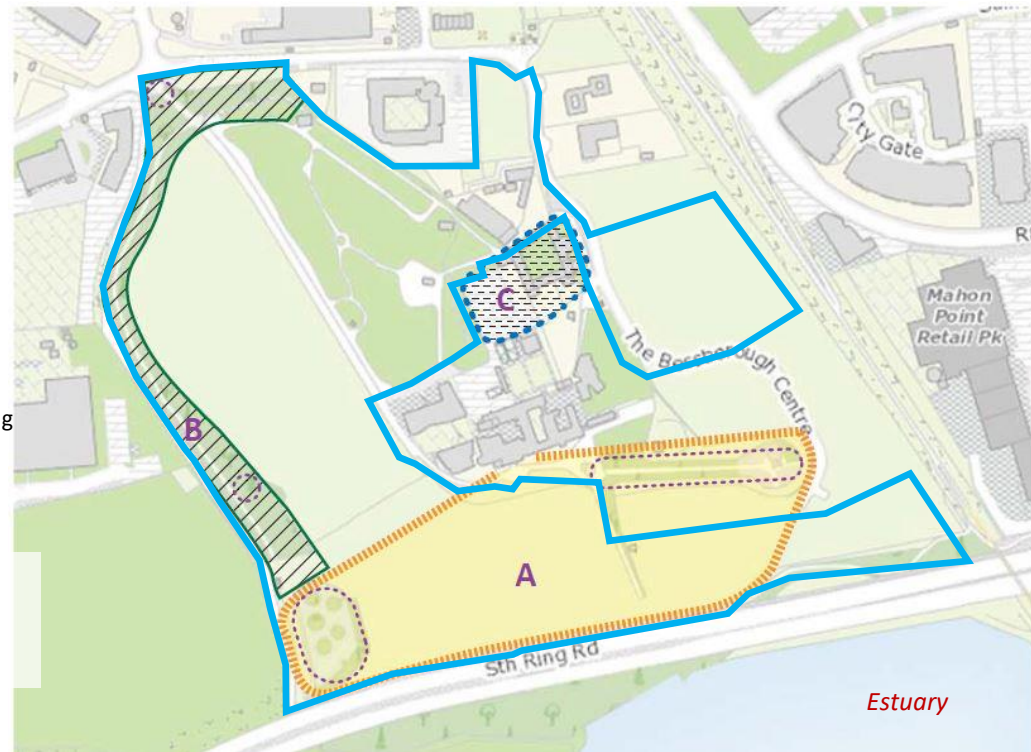 City Gate
Mahon
Point
Retail Pk
C
The Bessborough Centre
g
B
A
Sth Ring Rd
Estuary